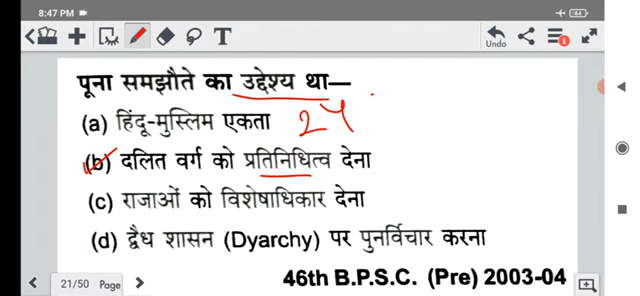 8:47 PM
44
T
Undo
पूना समझौते का उद्देश्य था—
(a) हिंदू-मुस्लिम एकता 24
(b) दलित वर्ग को प्रतिनिधित्व देना
(c) राजाओं को विशेषाधिकार देना
(d) द्वैध शासन (Dyarchy) पर पुनर्विचार करना
46th B.P.S.C. (Pre) 2003-04
21/50 Page